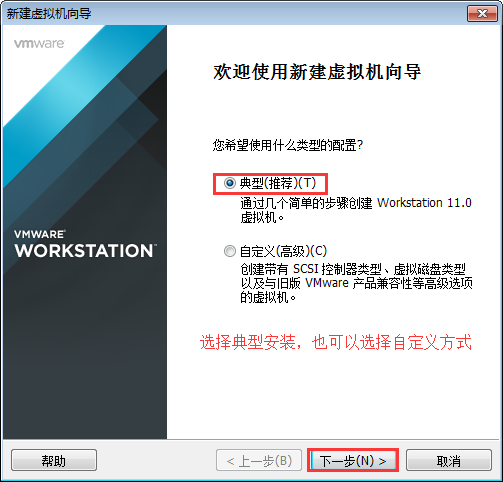 新建虚拟机向导
vmware
欢迎使用新建虚拟机向导
您希望使用什么类型的配置?
典型(推荐)(T)
通过几个简单的步骤创建 Workstation 11.0
虚拟机。
VMWARE
WORKSTATION™
自定义(高级)(C)
创建带有 SCSI 控制器类型、虚拟磁盘类型
以及与旧版 VMware 产品兼容性等高级选项
的虚拟机。
选择典型安装，也可以选择自定义方式
帮助
< 上一步(B)
下一步(N) >
取消